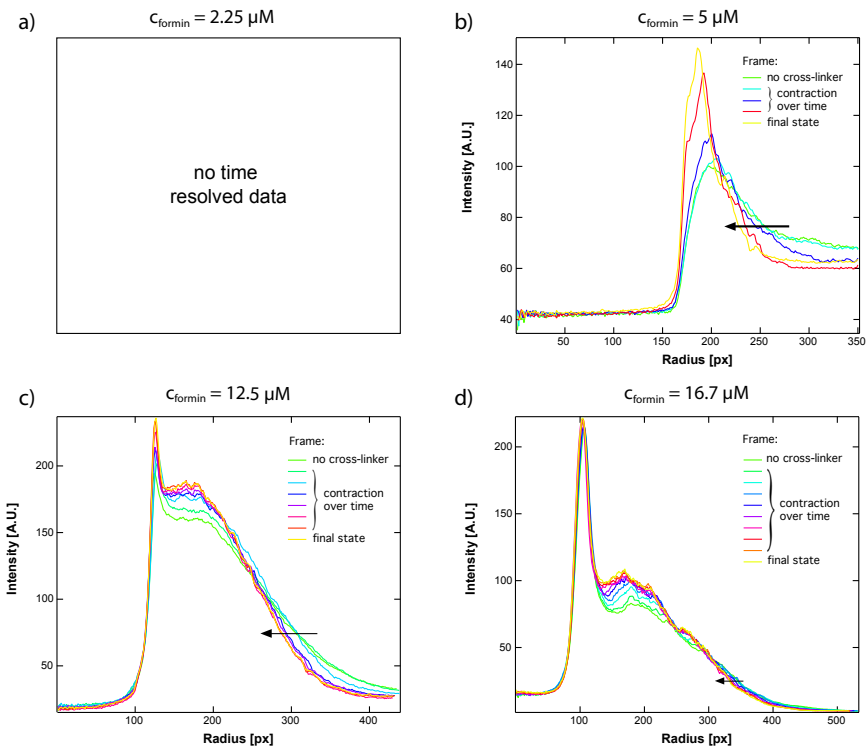 a)
c_formin = 2.25 µM
no time
resolved data
b)
c_formin = 5 µM
Frame:
no cross-linker
contraction
over time
final state
Intensity [A.U.]
140
120
100
80
60
40
50
100
150
200
250
300
350
Radius [px]
c)
c_formin = 12.5 µM
Frame:
no cross-linker
contraction
over time
final state
Intensity [A.U.]
200
150
100
50
0
100
200
300
400
Radius [px]
d)
c_formin = 16.7 µM
Frame:
no cross-linker
contraction
over time
final state
Intensity [A.U.]
200
150
100
50
100
200
300
400
500
Radius [px]